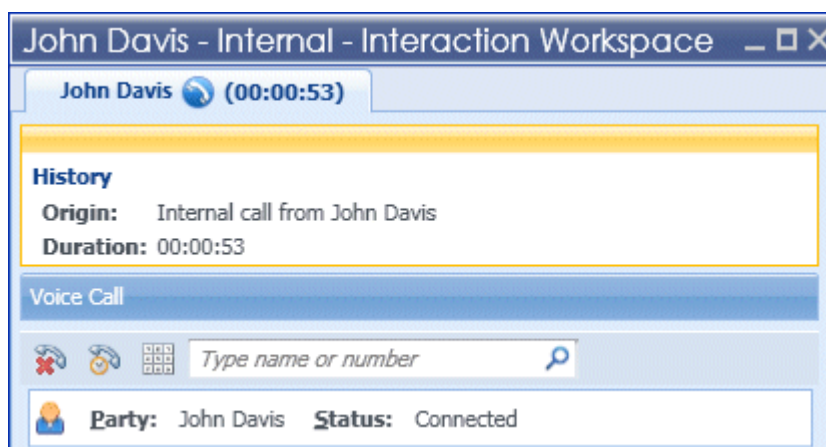 John Davis - Internal - Interaction Workspace
John Davis (00:00:53)
History
Origin: Internal call from John Davis
Duration: 00:00:53
Voice Call
Type name or number
Party: John Davis Status: Connected